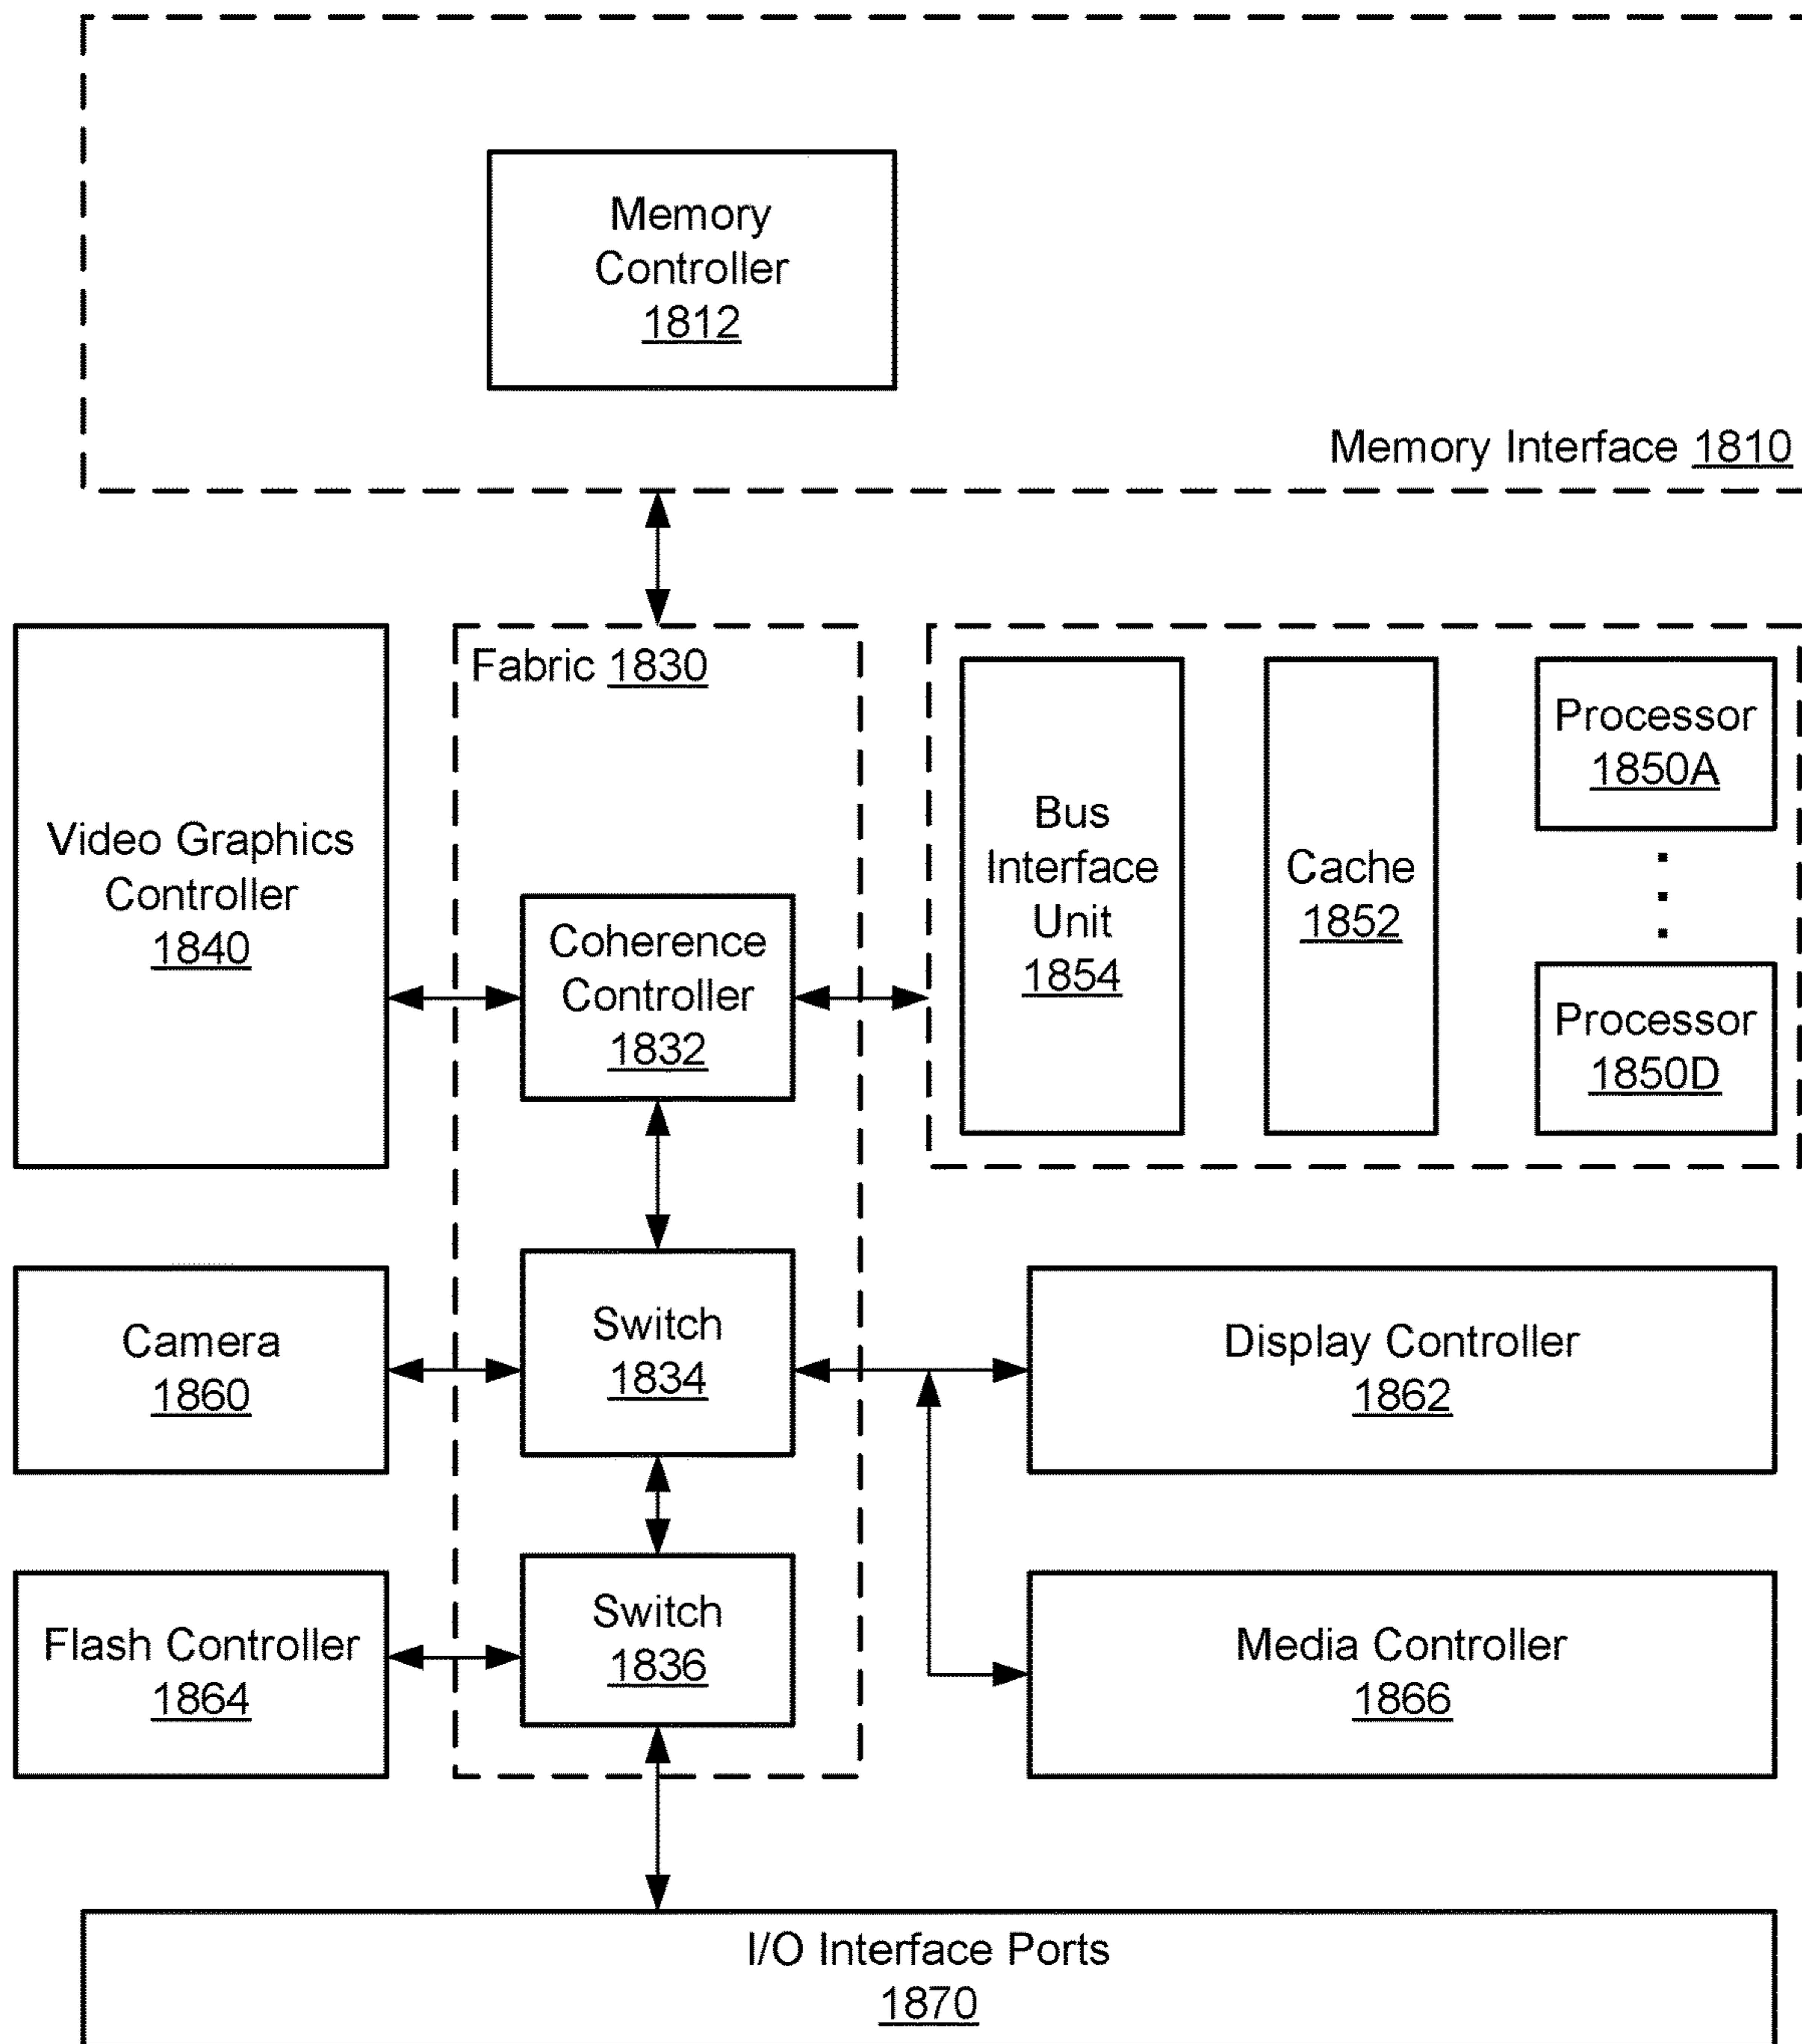 Memory
Controller
1812
Memory Interface 1810
Fabric 1830
Video Graphics
Controller
1840
Coherence
Controller
1832
Bus
Interface
Unit
1854
Cache
1852
Processor
1850A
Processor
1850D
Camera
1860
Switch
1834
Display Controller
1862
Flash Controller
1864
Switch
1836
Media Controller
1866
I/O Interface Ports
1870